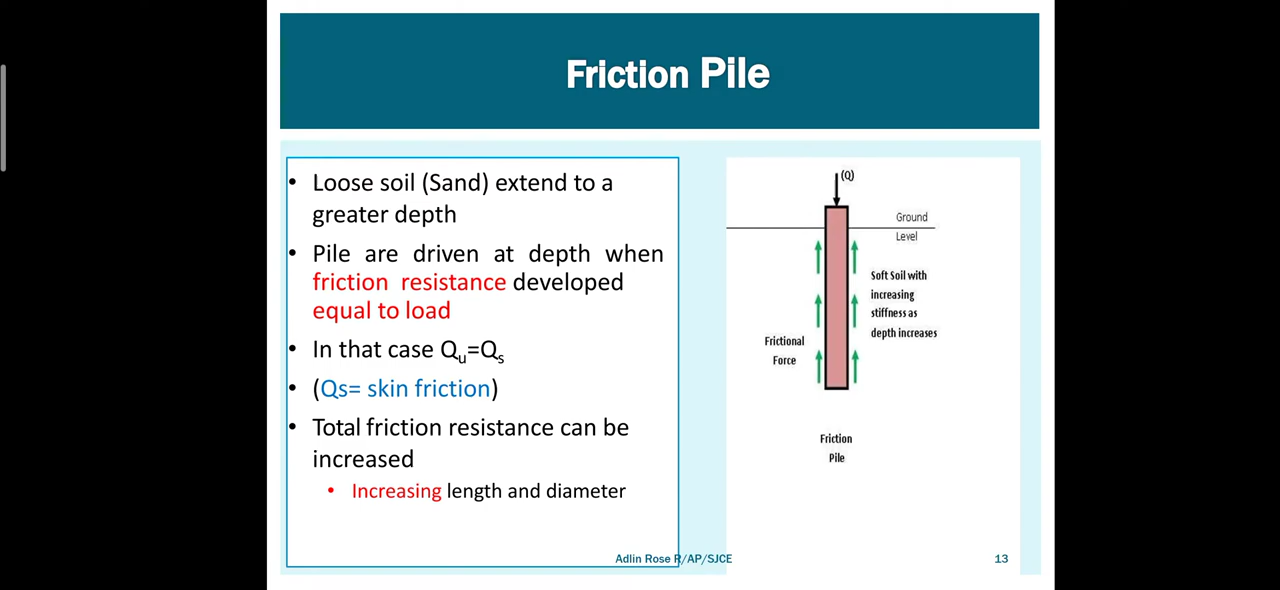 Friction Pile
• Loose soil (Sand) extend to a
greater depth
• Pile are driven at depth when
friction resistance developed
equal to load
• In that case Qu=Qs
• (Qs= skin friction)
• Total friction resistance can be
increased
• Increasing length and diameter
(Q)
Ground
Level
Soft Soil with
increasing
stiffness as
depth increases
Frictional
Force
Friction
Pile
Adlin Rose R/AP/SJCE
13